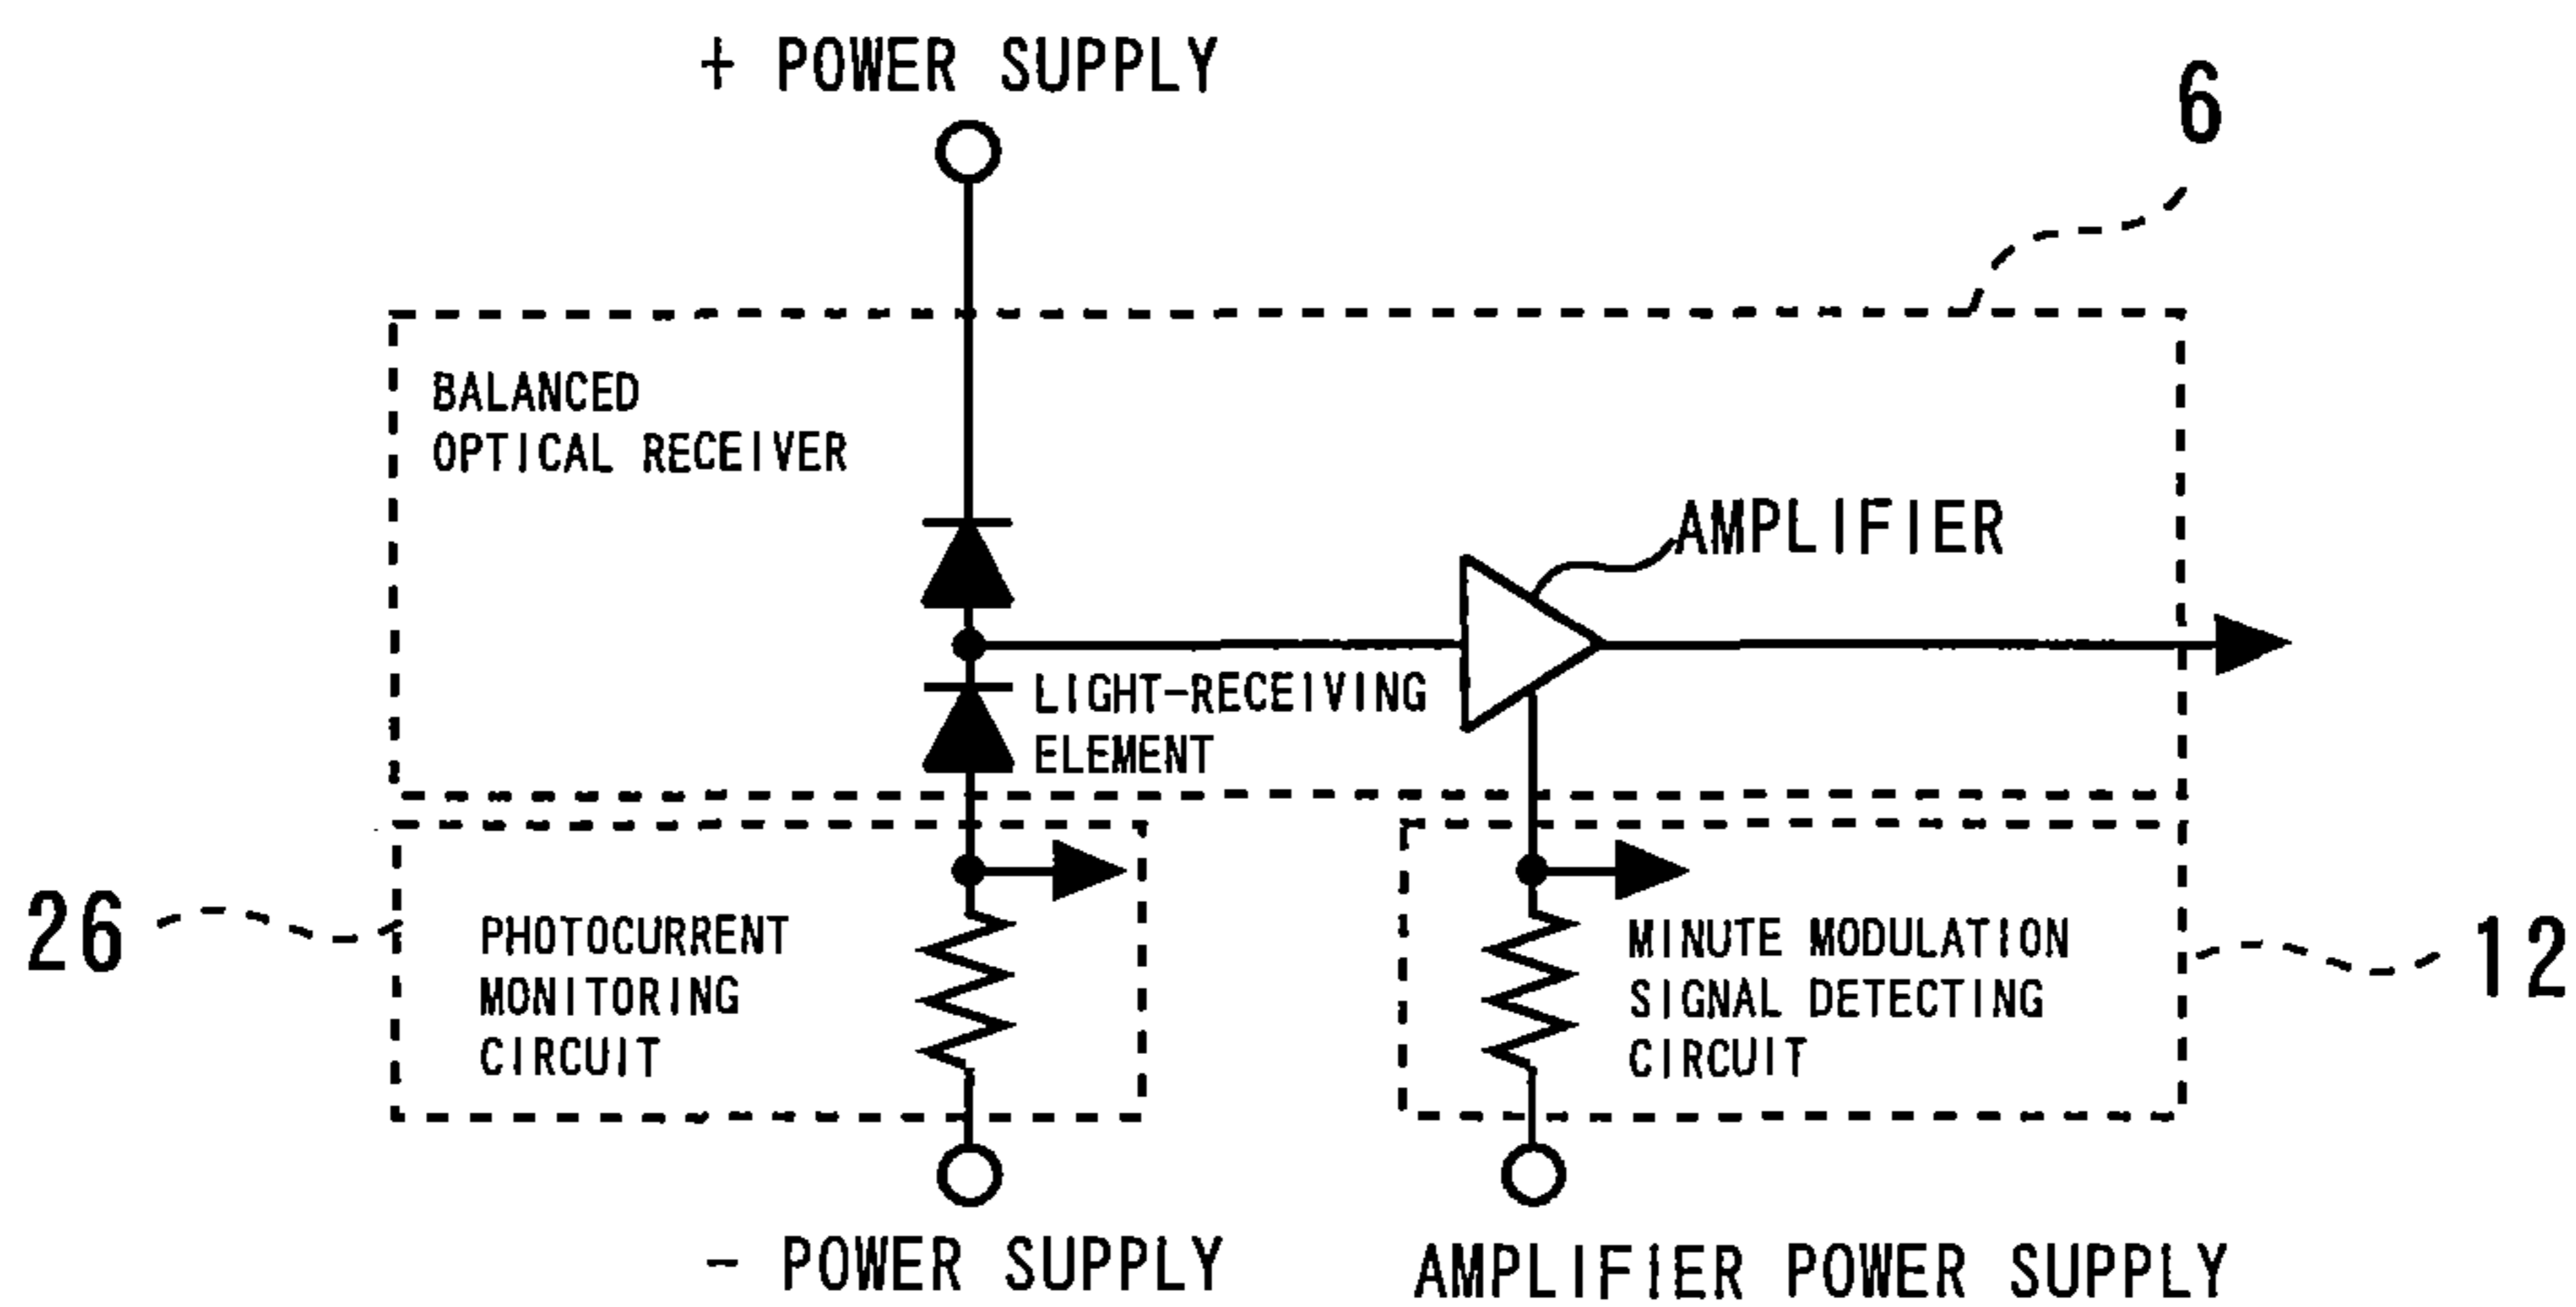 + POWER SUPPLY
6
BALANCED
OPTICAL RECEIVER
AMPLIFIER
LIGHT-RECEIVING
ELEMENT
26
PHOTOCURRENT
MONITORING
CIRCUIT
MINUTE MODULATION
SIGNAL DETECTING
CIRCUIT
12
- POWER SUPPLY
AMPLIFIER POWER SUPPLY